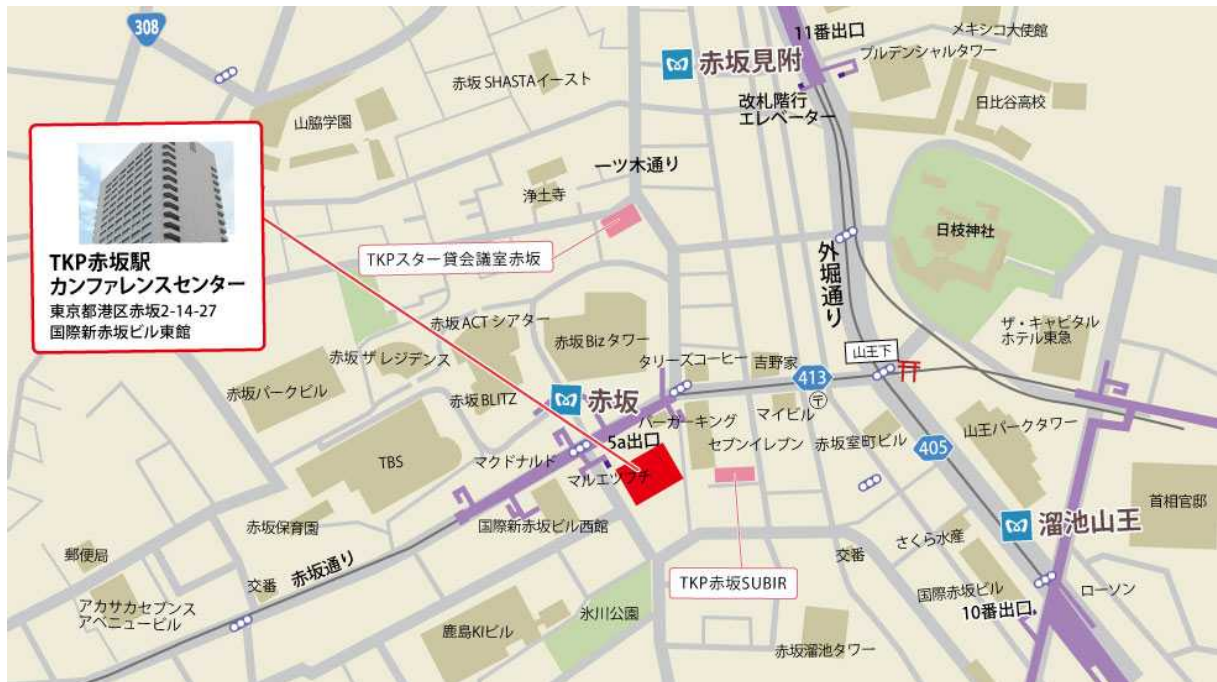 308
11番出口
メキシコ大使館
プルデンシャルタワー
赤坂見附
赤坂 SHASTAイースト
改札階行
エレベーター
日比谷高校
山脇学園
一ツ木通り
浄土寺
日枝神社
TKPスター貸会議室赤坂
外堀通り
TKP赤坂駅
カンファレンスセンター
東京都港区赤坂2-14-27
国際新赤坂ビル東館
赤坂 ACT シアター
赤坂 Biz タワー
ザ・キャピタル
ホテル東急
赤坂 ザ レジデンス
タリーズコーヒー
吉野家
山王下
413
〒
赤坂パークビル
赤坂 BLITZ
赤坂
バーガーキング
マイビル
5a出口
セブンイレブン
赤坂室町ビル
405
山王パークタワー
TBS
マクドナルド
マルエツプチ
首相官邸
赤坂保育園
国際新赤坂ビル西館
溜池山王
さくら水産
郵便局
交番
赤坂通り
交番
TKP赤坂SUBIR
国際赤坂ビル
ローソン
10番出口
アカサカセブンス
アベニュービル
氷川公園
鹿島KIビル
赤坂溜池タワー